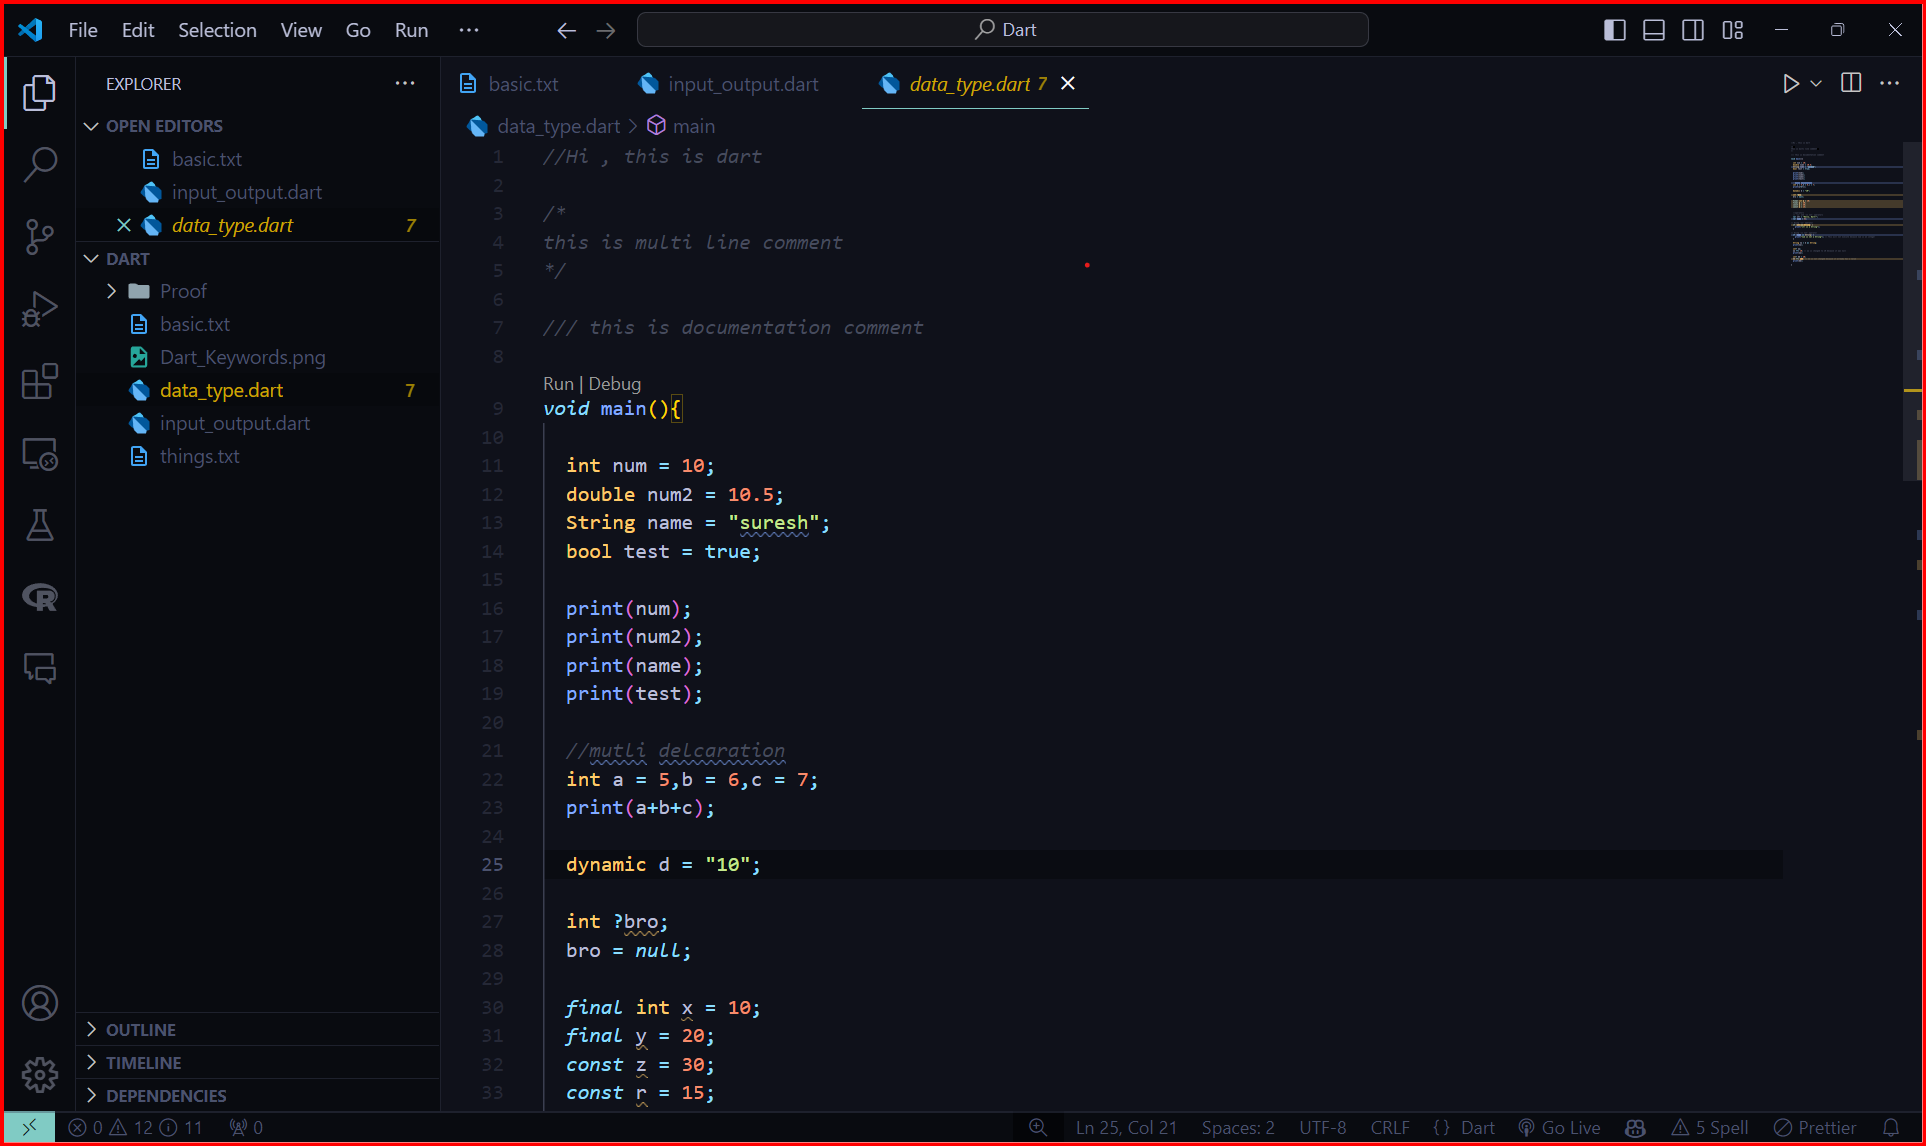 File Edit Selection View Go Run ... Dart
EXPLORER ...
OPEN EDITORS
basic.txt
input_output.dart
data_type.dart 7
DART
Proof
basic.txt
Dart_Keywords.png
data_type.dart 7
input_output.dart
things.txt
OUTLINE
TIMELINE
DEPENDENCIES
basic.txt input_output.dart data_type.dart 7
data_type.dart > main
1 //Hi , this is dart
2
3 /*
4 this is multi line comment
5 */
6
7 /// this is documentation comment
8
Run | Debug
9 void main(){
10
11 int num = 10;
12 double num2 = 10.5;
13 String name = "suresh";
14 bool test = true;
15
16 print(num);
17 print(num2);
18 print(name);
19 print(test);
20
21 //mutli delcaration
22 int a = 5,b = 6,c = 7;
23 print(a+b+c);
24
25 dynamic d = "10";
26
27 int ?bro;
28 bro = null;
29
30 final int x = 10;
31 final y = 20;
32 const z = 30;
33 const r = 15;
0 12 11 0 Ln 25, Col 21 Spaces: 2 UTF-8 CRLF {} Dart Go Live 5 Spell Prettier